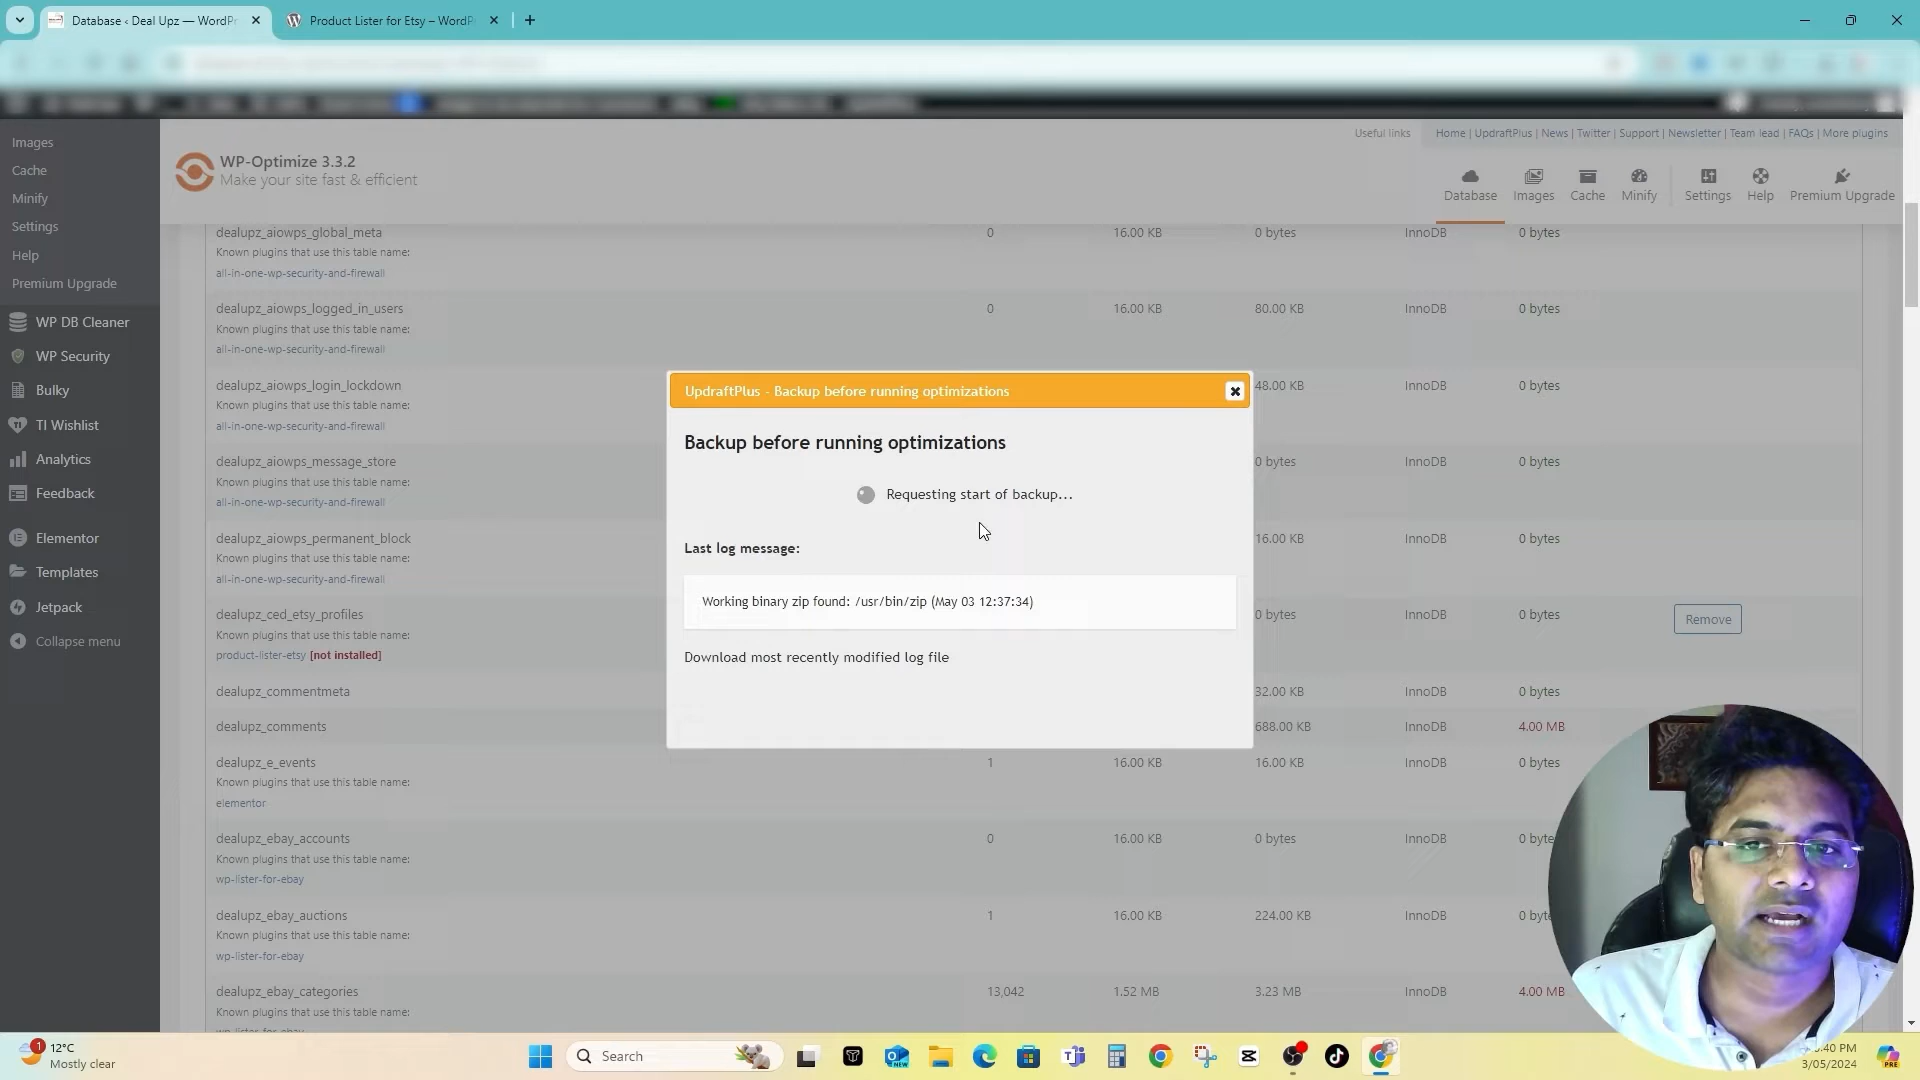 Database ‹ Deal Upz — WordPr
Product Lister for Etsy – WordP
Images
Cache
Minify
Settings
Help
Premium Upgrade
WP DB Cleaner
WP Security
Bulky
TI Wishlist
Analytics
Feedback
Elementor
Templates
Jetpack
Collapse menu
WP-Optimize 3.3.2
Make your site fast & efficient
Useful links
Home | UpdraftPlus | News | Twitter | Support | Newsletter | Team lead | FAQs | More plugins
Database
Images
Cache
Minify
Settings
Help
Premium Upgrade
dealupz_aiowps_global_meta 0 16.00 KB 0 bytes InnoDB 0 bytes
Known plugins that use this table name:
all-in-one-wp-security-and-firewall
dealupz_aiowps_logged_in_users 0 16.00 KB 80.00 KB InnoDB 0 bytes
Known plugins that use this table name:
all-in-one-wp-security-and-firewall
dealupz_aiowps_login_lockdown 48.00 KB InnoDB 0 bytes
Known plugins that use this table name:
all-in-one-wp-security-and-firewall
dealupz_aiowps_message_store 0 bytes InnoDB 0 bytes
Known plugins that use this table name:
all-in-one-wp-security-and-firewall
dealupz_aiowps_permanent_block 16.00 KB InnoDB 0 bytes
Known plugins that use this table name:
all-in-one-wp-security-and-firewall
dealupz_ced_etsy_profiles 0 bytes InnoDB 0 bytes Remove
Known plugins that use this table name:
product-lister-etsy [not installed]
dealupz_commentmeta 32.00 KB InnoDB 0 bytes
dealupz_comments 688.00 KB InnoDB 4.00 MB
dealupz_e_events 1 16.00 KB 16.00 KB InnoDB 0 bytes
Known plugins that use this table name:
elementor
dealupz_ebay_accounts 0 16.00 KB 0 bytes InnoDB 0 bytes
Known plugins that use this table name:
wp-lister-for-ebay
dealupz_ebay_auctions 1 16.00 KB 224.00 KB InnoDB 0 byte
Known plugins that use this table name:
wp-lister-for-ebay
dealupz_ebay_categories 13,042 1.52 MB 3.23 MB InnoDB 4.00 MB
Known plugins that use this table name:
UpdraftPlus - Backup before running optimizations
Backup before running optimizations
Requesting start of backup...
Last log message:
Working binary zip found: /usr/bin/zip (May 03 12:37:34)
Download most recently modified log file
1
12°C
Mostly clear
Search
NEW
:40 PM
3/05/2024
PRE